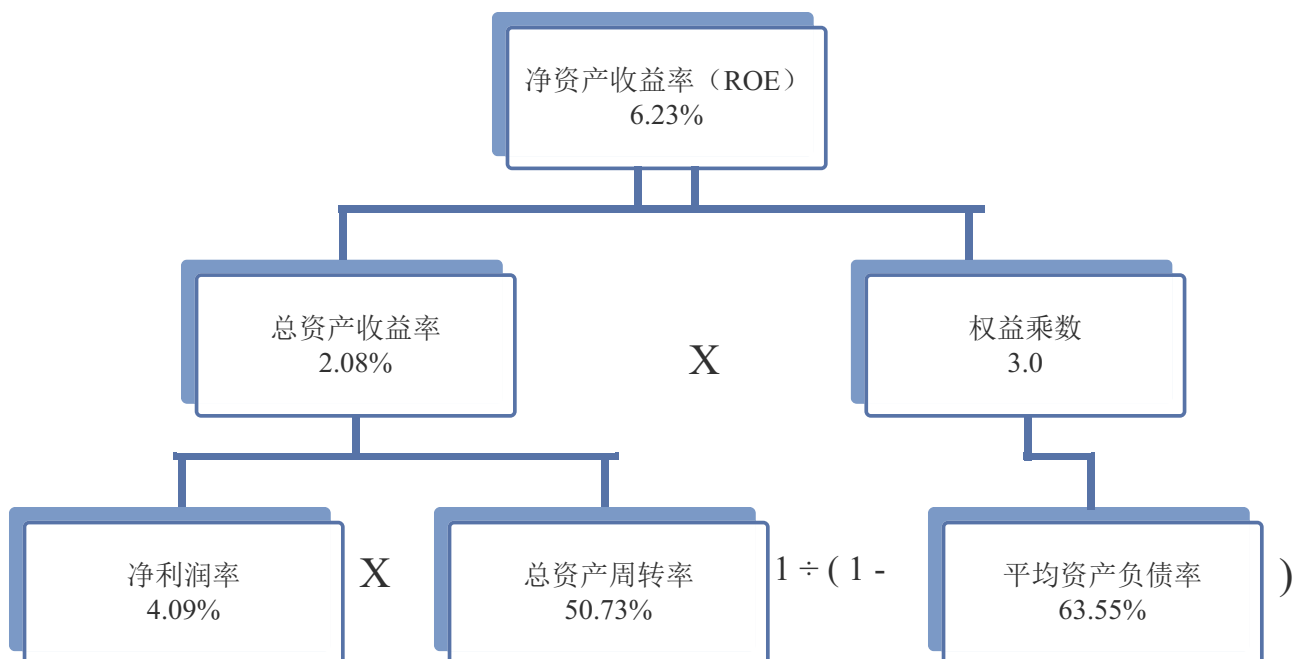 净资产收益率（ROE）
6.23%
总资产收益率
2.08%
X
权益乘数
3.0
净利润率
4.09%
X
总资产周转率
50.73%
1 ÷ ( 1 -
平均资产负债率
63.55%
)